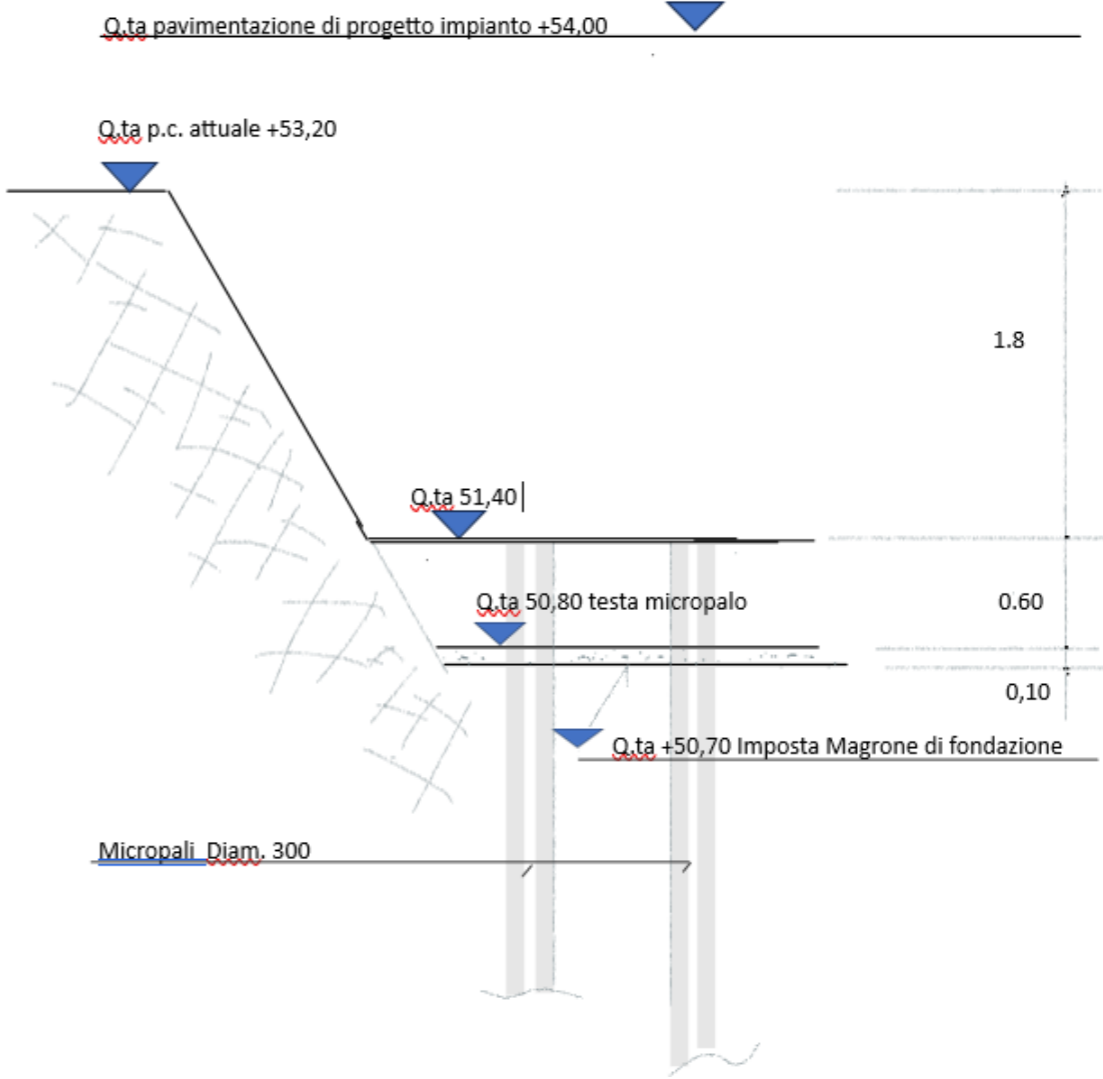 Q.ta pavimentazione di progetto impianto +54,00
Q.ta p.c. attuale +53,20
1.8
Q.ta 51,40
Q.ta 50,80 testa micropalo
0.60
0,10
Q.ta +50,70 Imposta Magrone di fondazione
Micropali Diam. 300